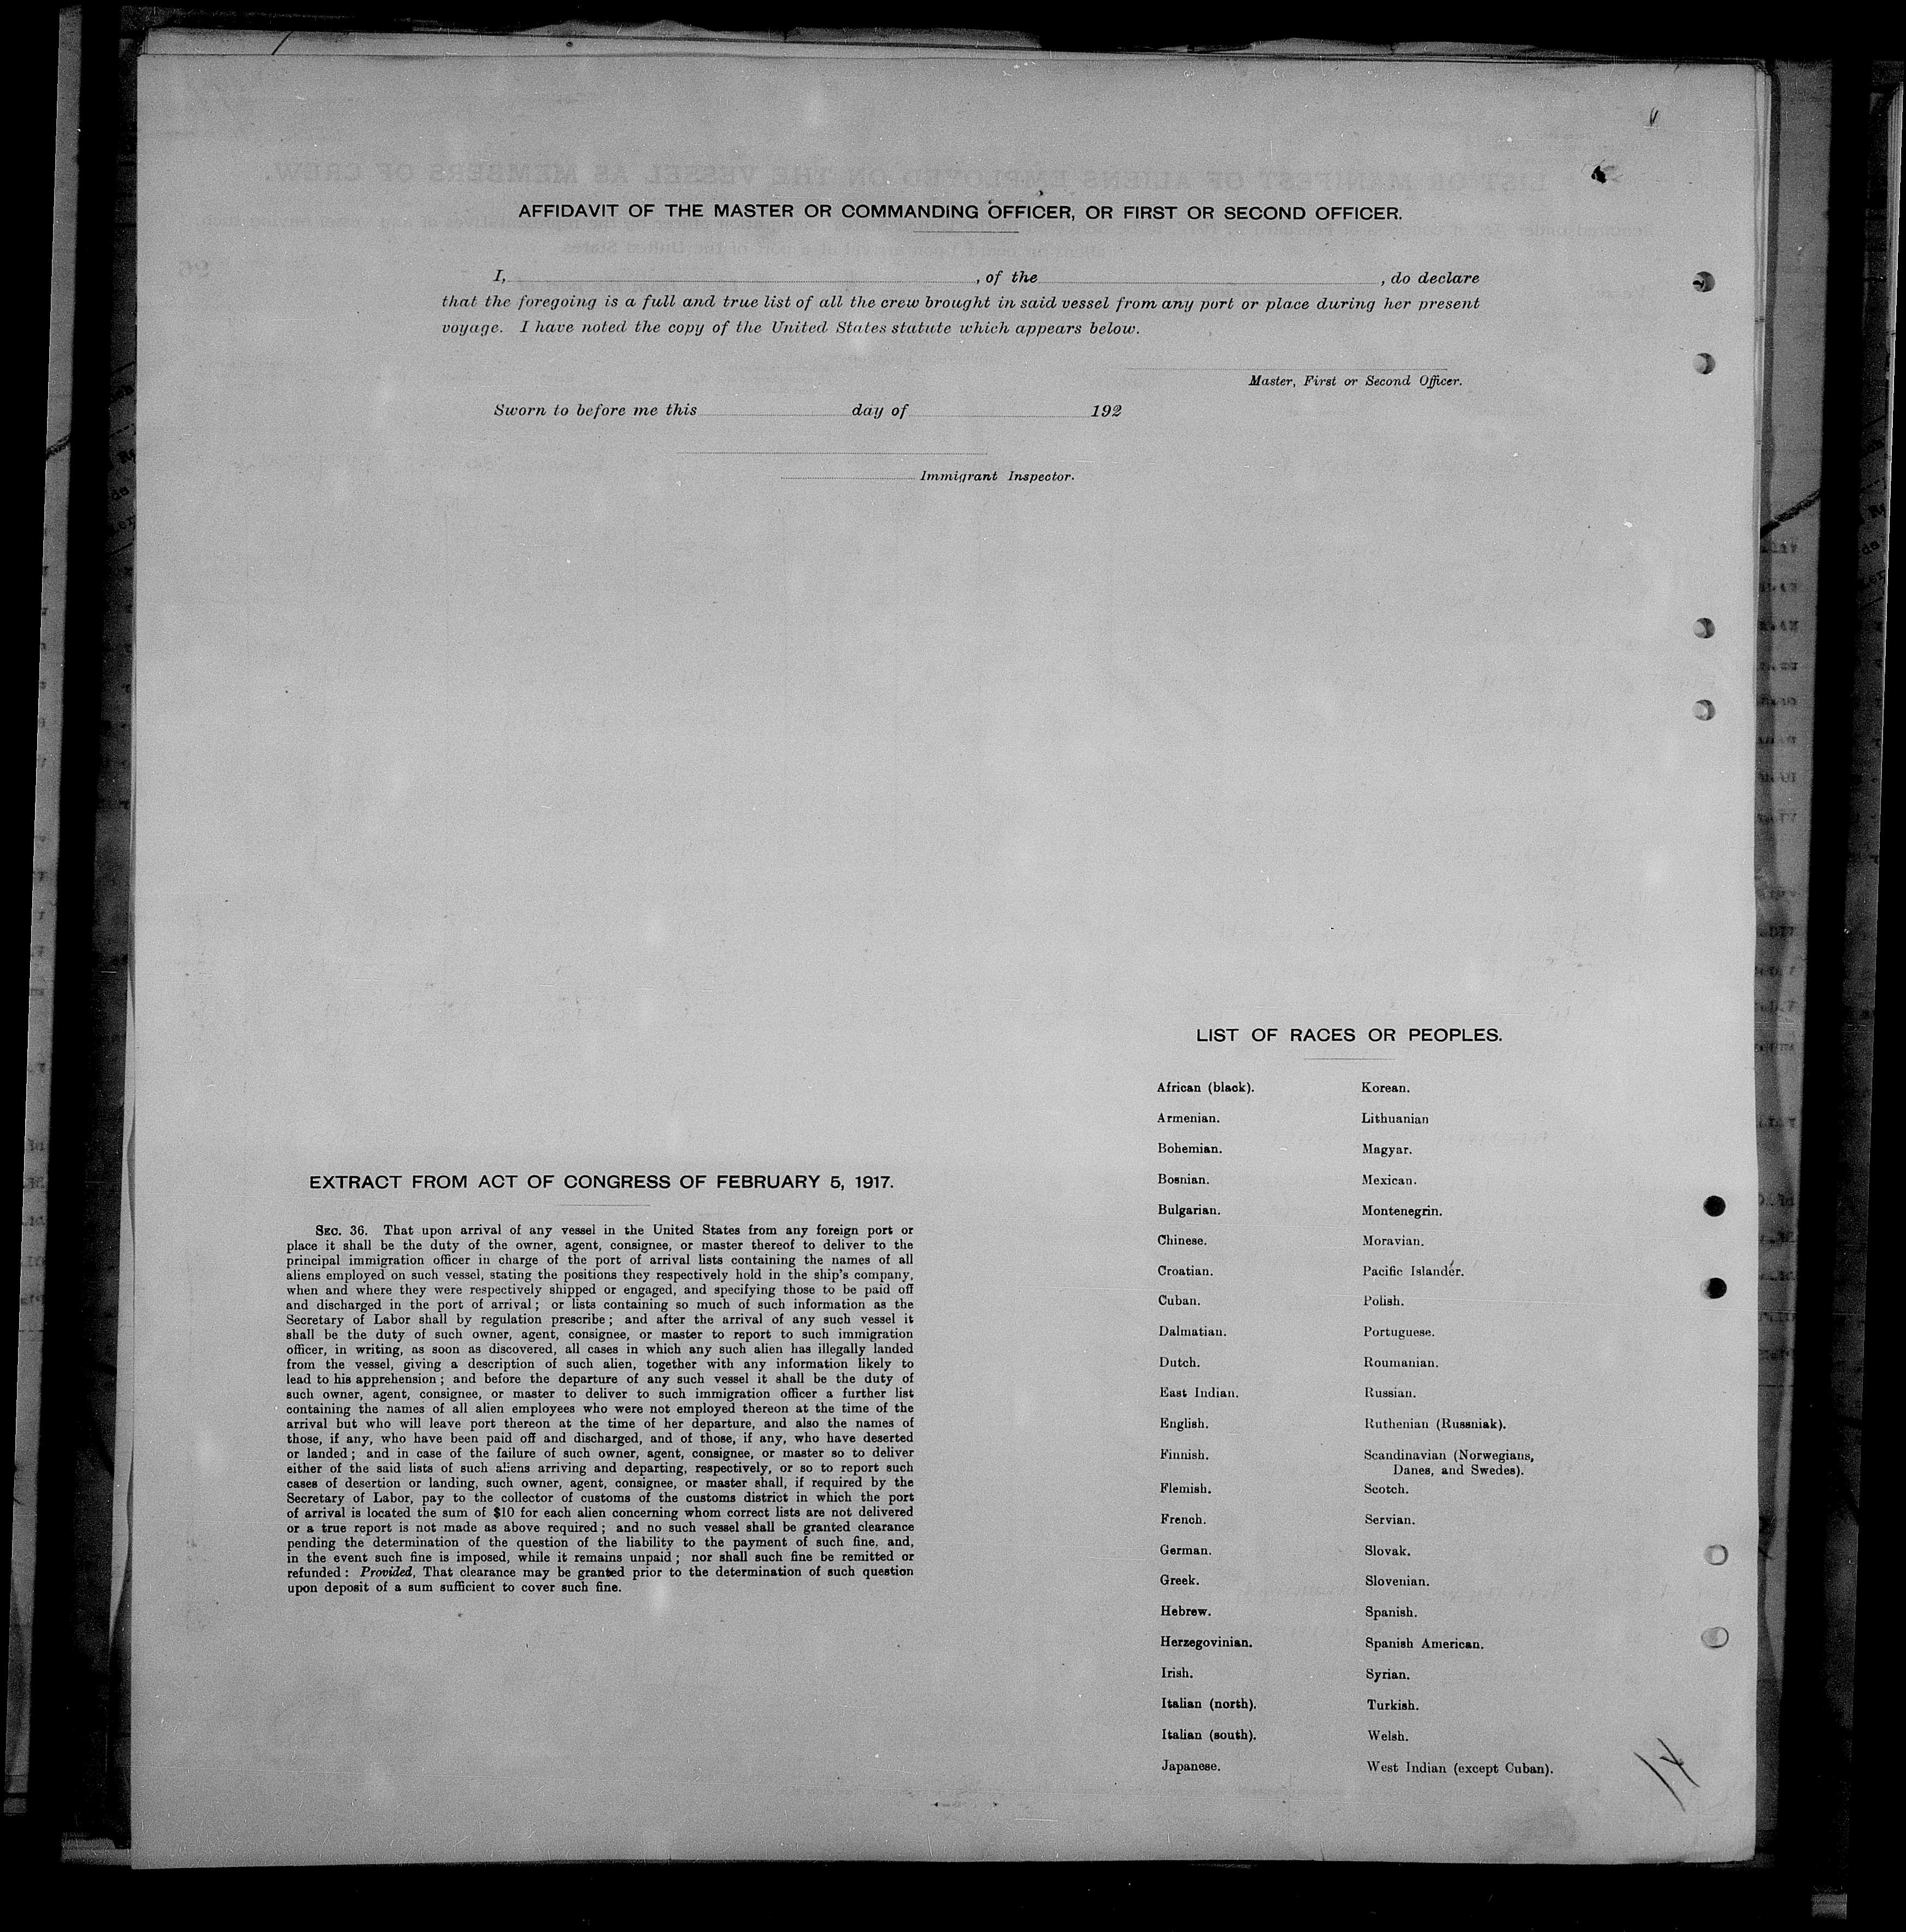 AFFIDAVIT OF THE MASTER OR COMMANDING OFFICER, OR FIRST OR SECOND OFFICER.
I, , of the , do declare
that the foregoing is a full and true list of all the crew brought in said vessel from any port or place during her present
voyage. I have noted the copy of the United States statute which appears below.
Master, First or Second Officer.
Sworn to before me this day of 192
Immigrant Inspector.
EXTRACT FROM ACT OF CONGRESS OF FEBRUARY 5, 1917.
SEC. 36. That upon arrival of any vessel in the United States from any foreign port or
place it shall be the duty of the owner, agent, consignee, or master thereof to deliver to the
principal immigration officer in charge of the port of arrival lists containing the names of all
aliens employed on such vessel, stating the positions they respectively hold in the ship's company,
when and where they were respectively shipped or engaged, and specifying those to be paid off
and discharged in the port of arrival; or lists containing so much of such information as the
Secretary of Labor shall by regulation prescribe; and after the arrival of any such vessel it
shall be the duty of such owner, agent, consignee, or master to report to such immigration
officer, in writing, as soon as discovered, all cases in which any such alien has illegally landed
from the vessel, giving a description of such alien, together with any information likely to
lead to his apprehension; and before the departure of any such vessel it shall be the duty of
such owner, agent, consignee, or master to deliver to such immigration officer a further list
containing the names of all alien employees who were not employed thereon at the time of the
arrival but who will leave port thereon at the time of her departure, and also the names of
those, if any, who have been paid off and discharged, and of those, if any, who have deserted
or landed; and in case of the failure of such owner, agent, consignee, or master so to deliver
either of the said lists of such aliens arriving and departing, respectively, or so to report such
cases of desertion or landing, such owner, agent, consignee, or master shall, if required by the
Secretary of Labor, pay to the collector of customs of the customs district in which the port
of arrival is located the sum of $10 for each alien concerning whom correct lists are not delivered
or a true report is not made as above required; and no such vessel shall be granted clearance
pending the determination of the question of the liability to the payment of such fine, and,
in the event such fine is imposed, while it remains unpaid; nor shall such fine be remitted or
refunded: Provided, That clearance may be granted prior to the determination of such question
upon deposit of a sum sufficient to cover such fine.
LIST OF RACES OR PEOPLES.
African (black).
Armenian.
Bohemian.
Bosnian.
Bulgarian.
Chinese.
Croatian.
Cuban.
Dalmatian.
Dutch.
East Indian.
English.
Finnish.
Flemish.
French.
German.
Greek.
Hebrew.
Herzegovinian.
Irish.
Italian (north).
Italian (south).
Japanese.
Korean.
Lithuanian
Magyar.
Mexican.
Montenegrin.
Moravian.
Pacific Islander.
Polish.
Portuguese.
Roumanian.
Russian.
Ruthenian (Russniak).
Scandinavian (Norwegians,
Danes, and Swedes).
Scotch.
Servian.
Slovak.
Slovenian.
Spanish.
Spanish American.
Syrian.
Turkish.
Welsh.
West Indian (except Cuban).
14